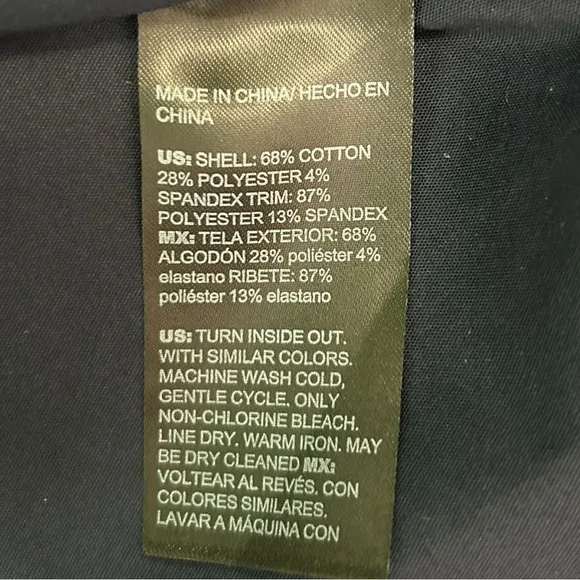 MADE IN CHINA/ HECHO EN
CHINA
US: SHELL: 68% COTTON
28% POLYESTER 4%
SPANDEX TRIM: 87%
POLYESTER 13% SPANDEX
MX: TELA EXTERIOR: 68%
ALGODÓN 28% poliéster 4%
elastano RIBETE: 87%
poliéster 13% elastano
US: TURN INSIDE OUT.
WITH SIMILAR COLORS.
MACHINE WASH COLD,
GENTLE CYCLE. ONLY
NON-CHLORINE BLEACH.
LINE DRY. WARM IRON. MAY
BE DRY CLEANED MX:
VOLTEAR AL REVÉS. CON
COLORES SIMILARES.
LAVAR A MÁQUINA CON